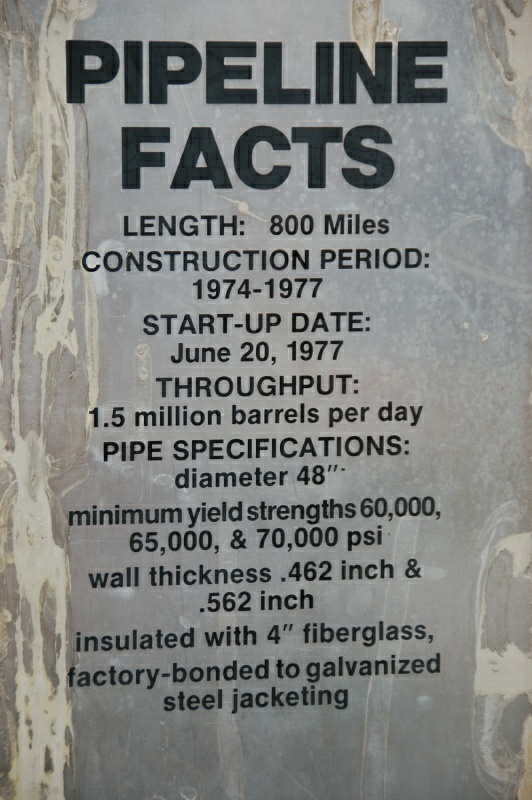 PIPELINE
FACTS
LENGTH: 800 Miles
CONSTRUCTION PERIOD:
1974-1977
START-UP DATE:
June 20, 1977
THROUGHPUT:
1.5 million barrels per day
PIPE SPECIFICATIONS:
diameter 48"
minimum yield strengths 60,000,
65,000, & 70,000 psi
wall thickness .462 inch &
.562 inch
insulated with 4" fiberglass,
factory-bonded to galvanized
steel jacketing